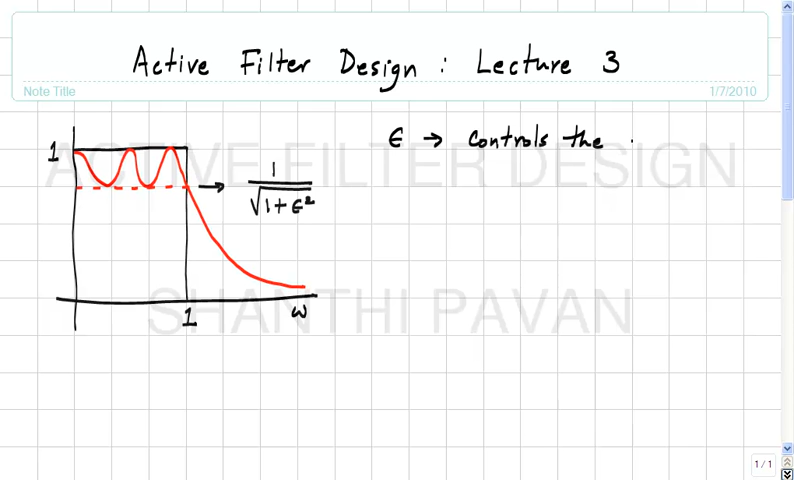 Active Filter Design : Lecture 3
Note Title
1/7/2010
1
ϵ → controls the
ACTIVE FILTER DESIGN
→ 1/√(1+ϵ²)
SHANTHI PAVAN
1
ω
1/1